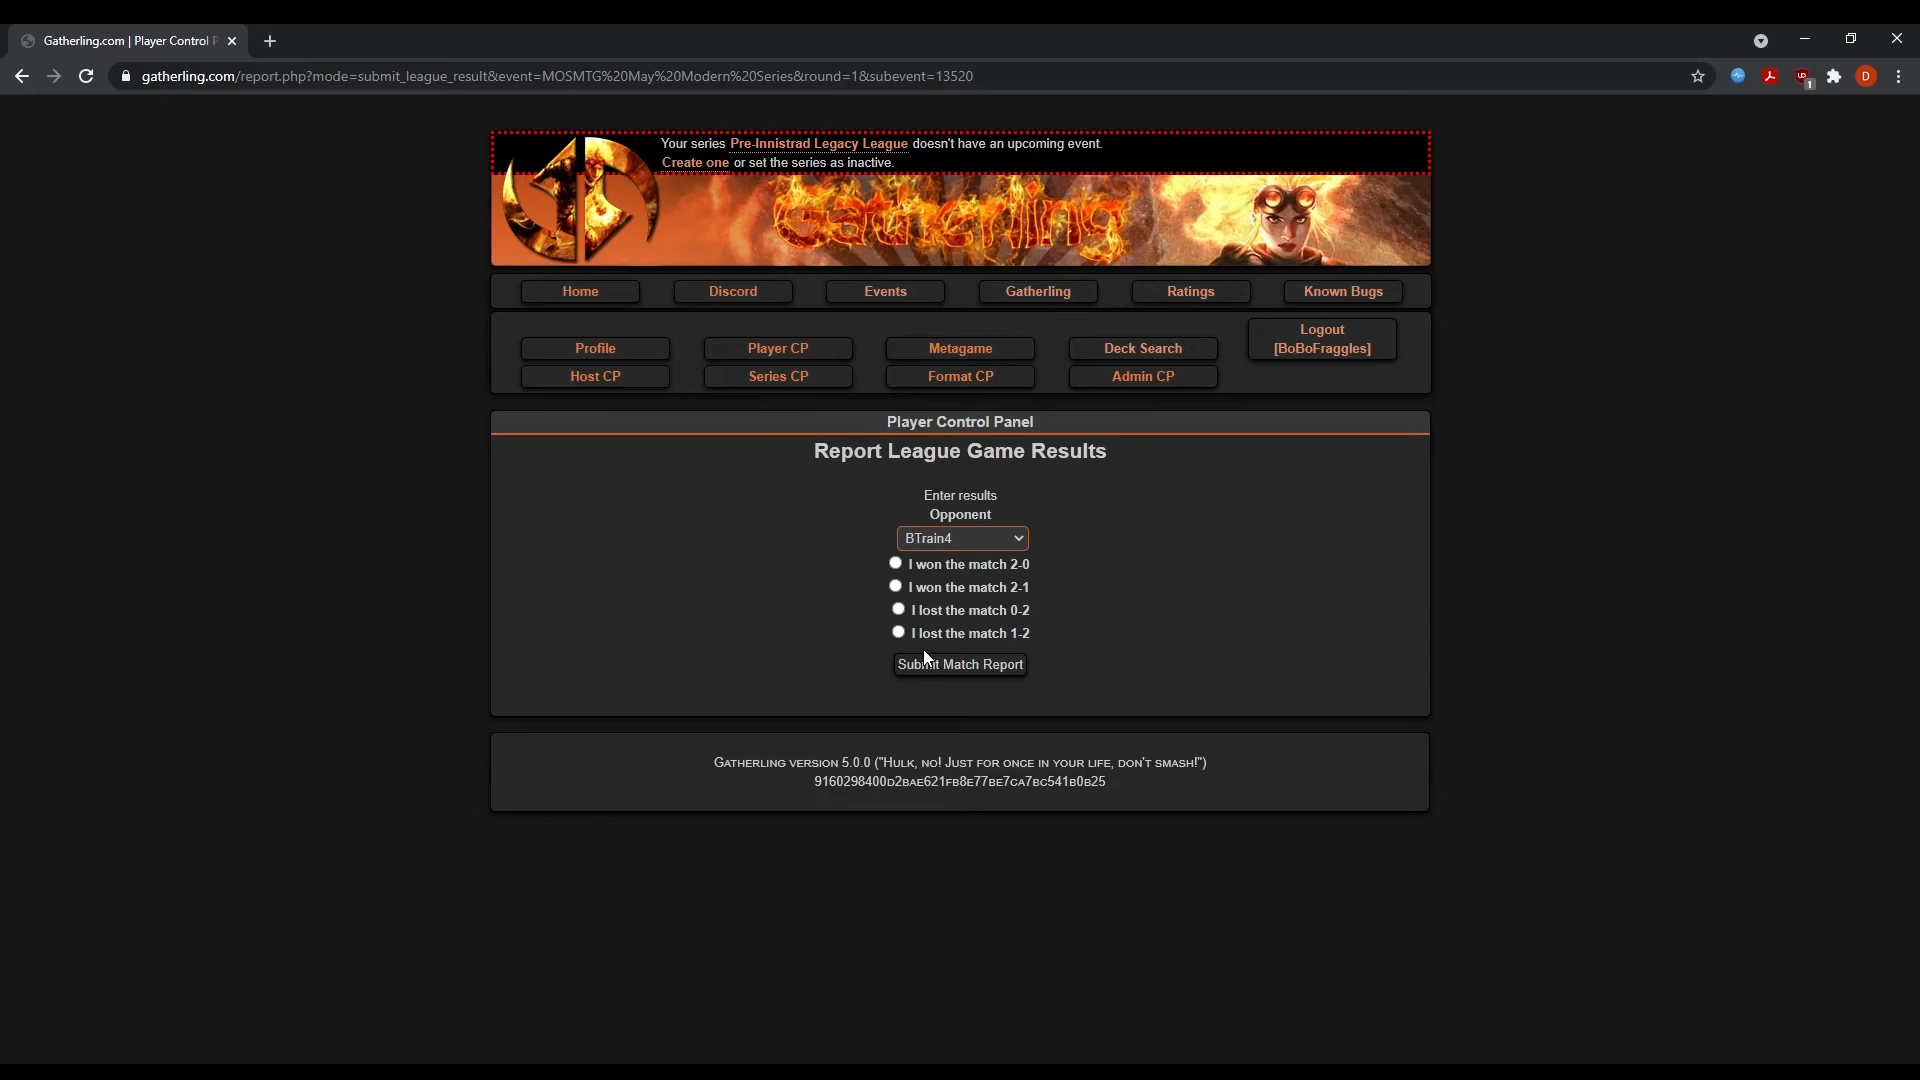 Gatherling.com | Player Control P
gatherling.com/report.php?mode=submit_league_result&event=MOSMTG%20May%20Modern%20Series&round=1&subevent=13520
1
D
Your series Pre-Innistrad Legacy League doesn't have an upcoming event.
Create one or set the series as inactive.
Gatherling
Home Discord Events Gatherling Ratings Known Bugs
Logout
[BoBoFraggles]
Profile Player CP Metagame Deck Search
Host CP Series CP Format CP Admin CP
Player Control Panel
Report League Game Results
Enter results
Opponent
BTrain4
I won the match 2-0
I won the match 2-1
I lost the match 0-2
I lost the match 1-2
Submit Match Report
Gatherling version 5.0.0 ("Hulk, no! Just for once in your life, don't smash!")
9160298400d2bae621fb8e77be7ca7bc541b0b25